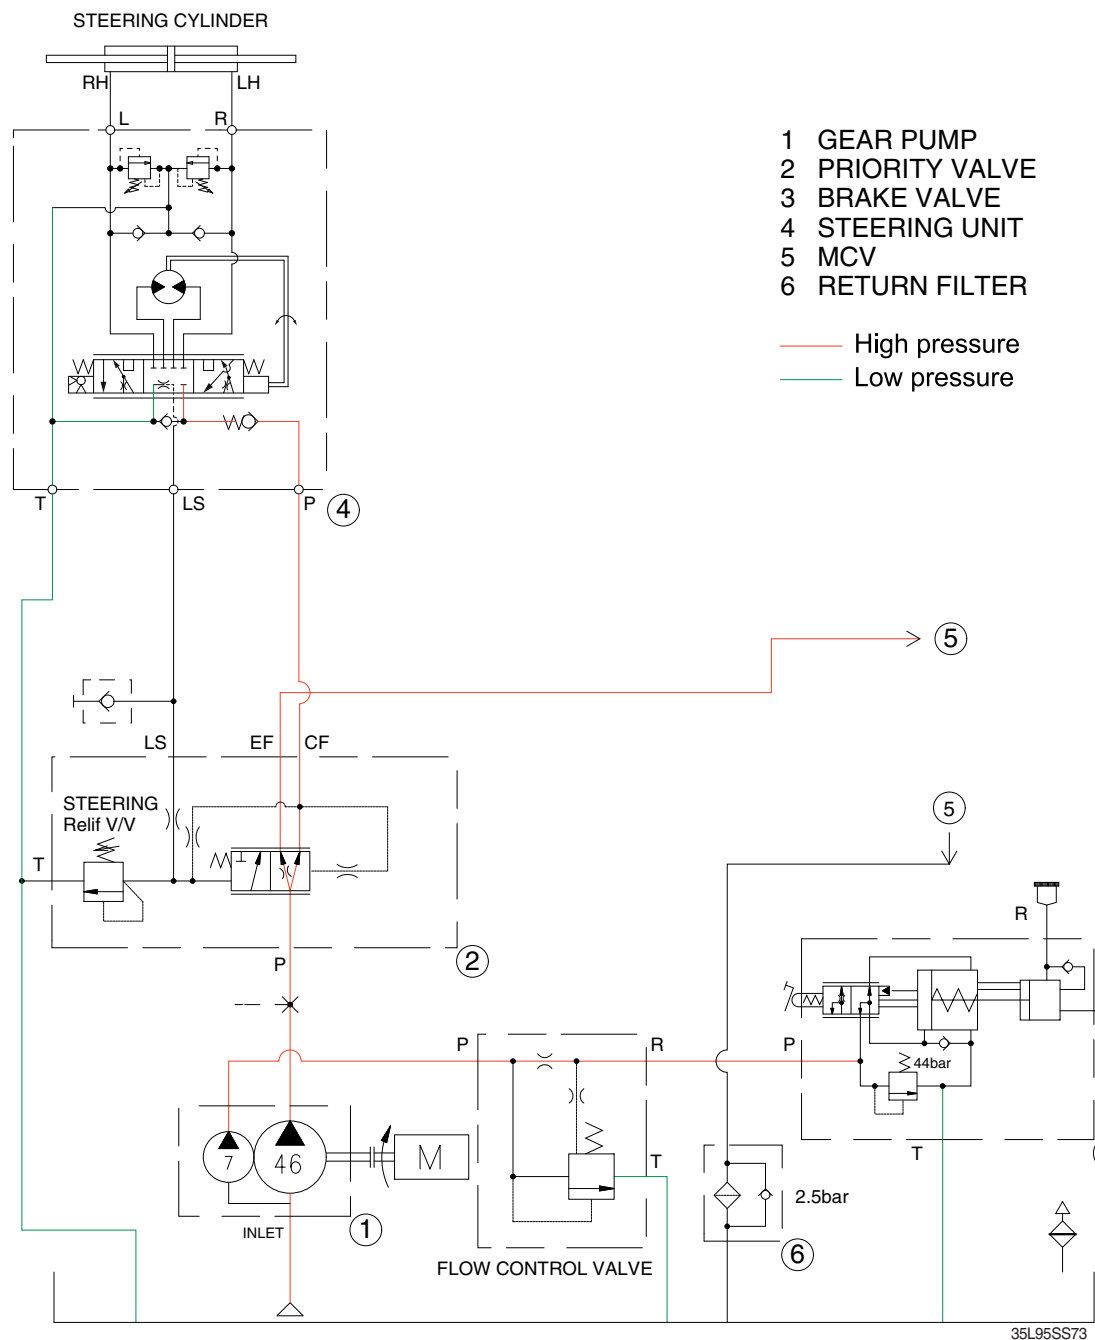 STEERING CYLINDER
RH
LH
L
R
1 GEAR PUMP
2 PRIORITY VALVE
3 BRAKE VALVE
4 STEERING UNIT
5 MCV
6 RETURN FILTER
High pressure
Low pressure
T
LS
P
4
5
LS
EF
CF
STEERING
Relif V/V
T
5
R
2
P
P
R
P
44bar
7
46
M
T
T
2.5bar
INLET
1
6
FLOW CONTROL VALVE
35L95SS73